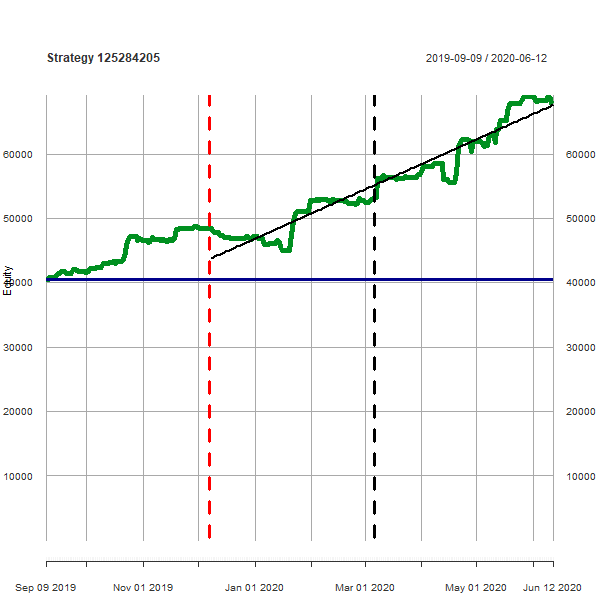 Strategy 125284205
2019-09-09 / 2020-06-12
60000
60000
50000
50000
Equity
40000
40000
30000
30000
20000
20000
10000
10000
Sep 09 2019
Nov 01 2019
Jan 01 2020
Mar 01 2020
May 01 2020
Jun 12 2020